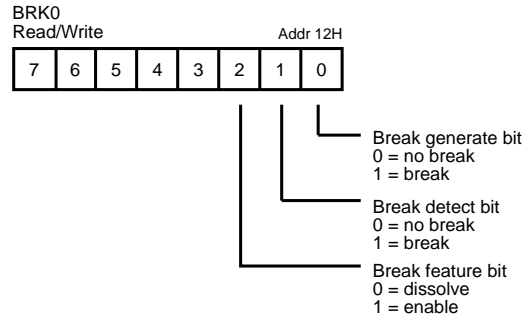 BRK0
Read/Write Addr 12H
7 6 5 4 3 2 1 0
Break generate bit
0 = no break
1 = break
Break detect bit
0 = no break
1 = break
Break feature bit
0 = dissolve
1 = enable